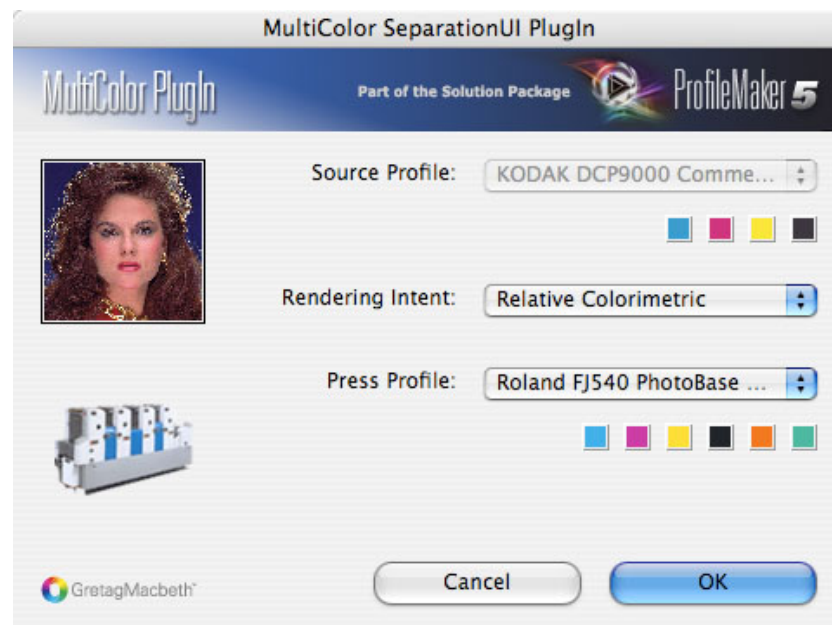 MultiColor SeparationUI PlugIn
MultiColor PlugIn
Part of the Solution Package
ProfileMaker 5
Source Profile:
KODAK DCP9000 Comme...
Rendering Intent:
Relative Colorimetric
Press Profile:
Roland FJ540 PhotoBase ...
GretagMacbeth™
Cancel
OK